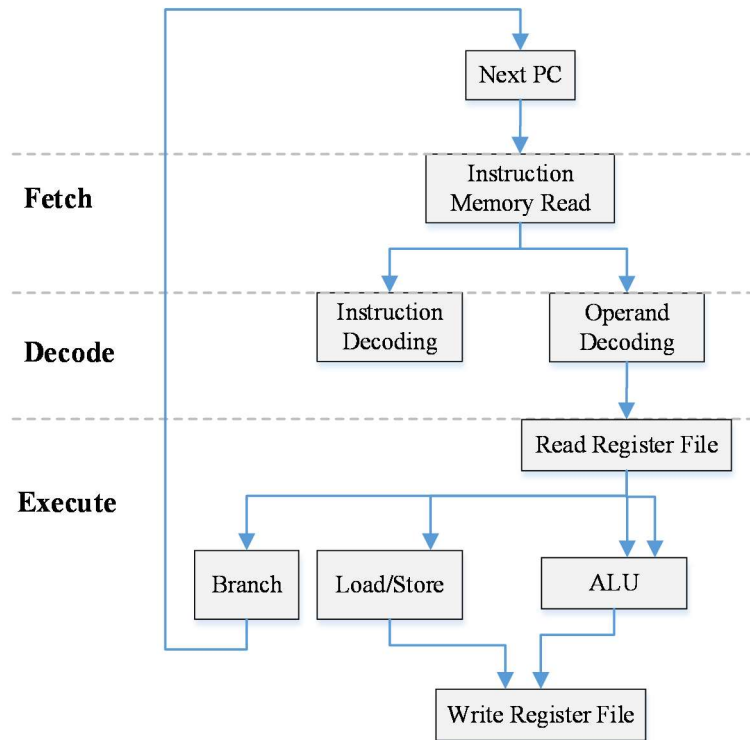 Next PC
Fetch
Instruction
Memory Read
Decode
Instruction
Decoding
Operand
Decoding
Execute
Read Register File
Branch
Load/Store
ALU
Write Register File